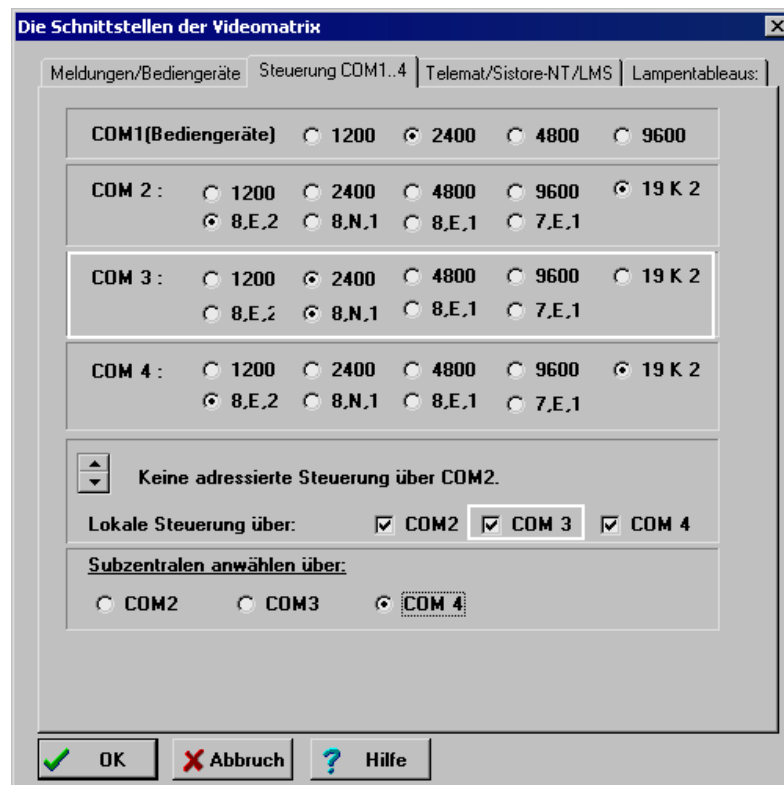 Die Schnittstellen der Videomatrix
Meldungen/Bediengeräte Steuerung COM1..4 Telemat/Sistore-NT/LMS Lampentableaus:
COM1(Bediengeräte) 1200 2400 4800 9600
COM 2 : 1200 2400 4800 9600 19 K 2
8,E,2 8,N,1 8,E,1 7,E,1
COM 3 : 1200 2400 4800 9600 19 K 2
8,E,2 8,N,1 8,E,1 7,E,1
COM 4 : 1200 2400 4800 9600 19 K 2
8,E,2 8,N,1 8,E,1 7,E,1
Keine adressierte Steuerung über COM2.
Lokale Steuerung über: COM2 COM 3 COM 4
Subzentralen anwählen über:
COM2 COM3 COM 4
OK Abbruch ? Hilfe